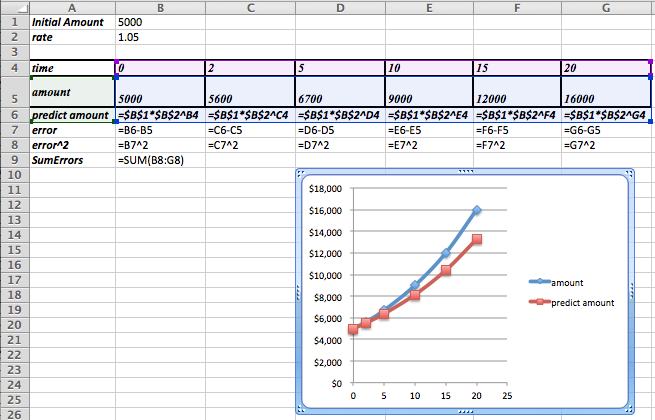 A B C D E F G
1 Initial Amount 5000
2 rate 1.05
3
4 time 0 2 5 10 15 20
5 amount 5000 5600 6700 9000 12000 16000
6 predict amount =$B$1*$B$2^B4 =$B$1*$B$2^C4 =$B$1*$B$2^D4 =$B$1*$B$2^E4 =$B$1*$B$2^F4 =$B$1*$B$2^G4
7 error =B6-B5 =C6-C5 =D6-D5 =E6-E5 =F6-F5 =G6-G5
8 error^2 =B7^2 =C7^2 =D7^2 =E7^2 =F7^2 =G7^2
9 SumErrors =SUM(B8:G8)
10
11
12
13
14
15
16
17
18
19
20
21
22
23
24
25
26
$18,000
$16,000
$14,000
$12,000
$10,000
$8,000
$6,000
$4,000
$2,000
$0
0 5 10 15 20 25
amount
predict amount